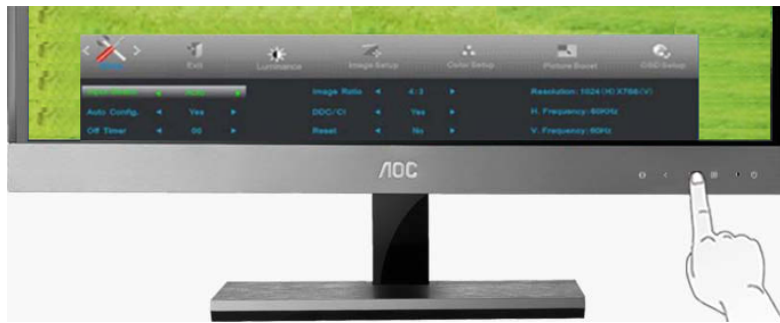 Exit
Luminance
Image Setup
Color Setup
Picture Boost
OSD Setup
Image Ratio 4:3 Resolution: 1024(H) X768(V)
Auto Config. Yes DDC/CI Yes H. Frequency: 60KHz
Off Timer 00 Reset No V. Frequency: 60Hz
AOC